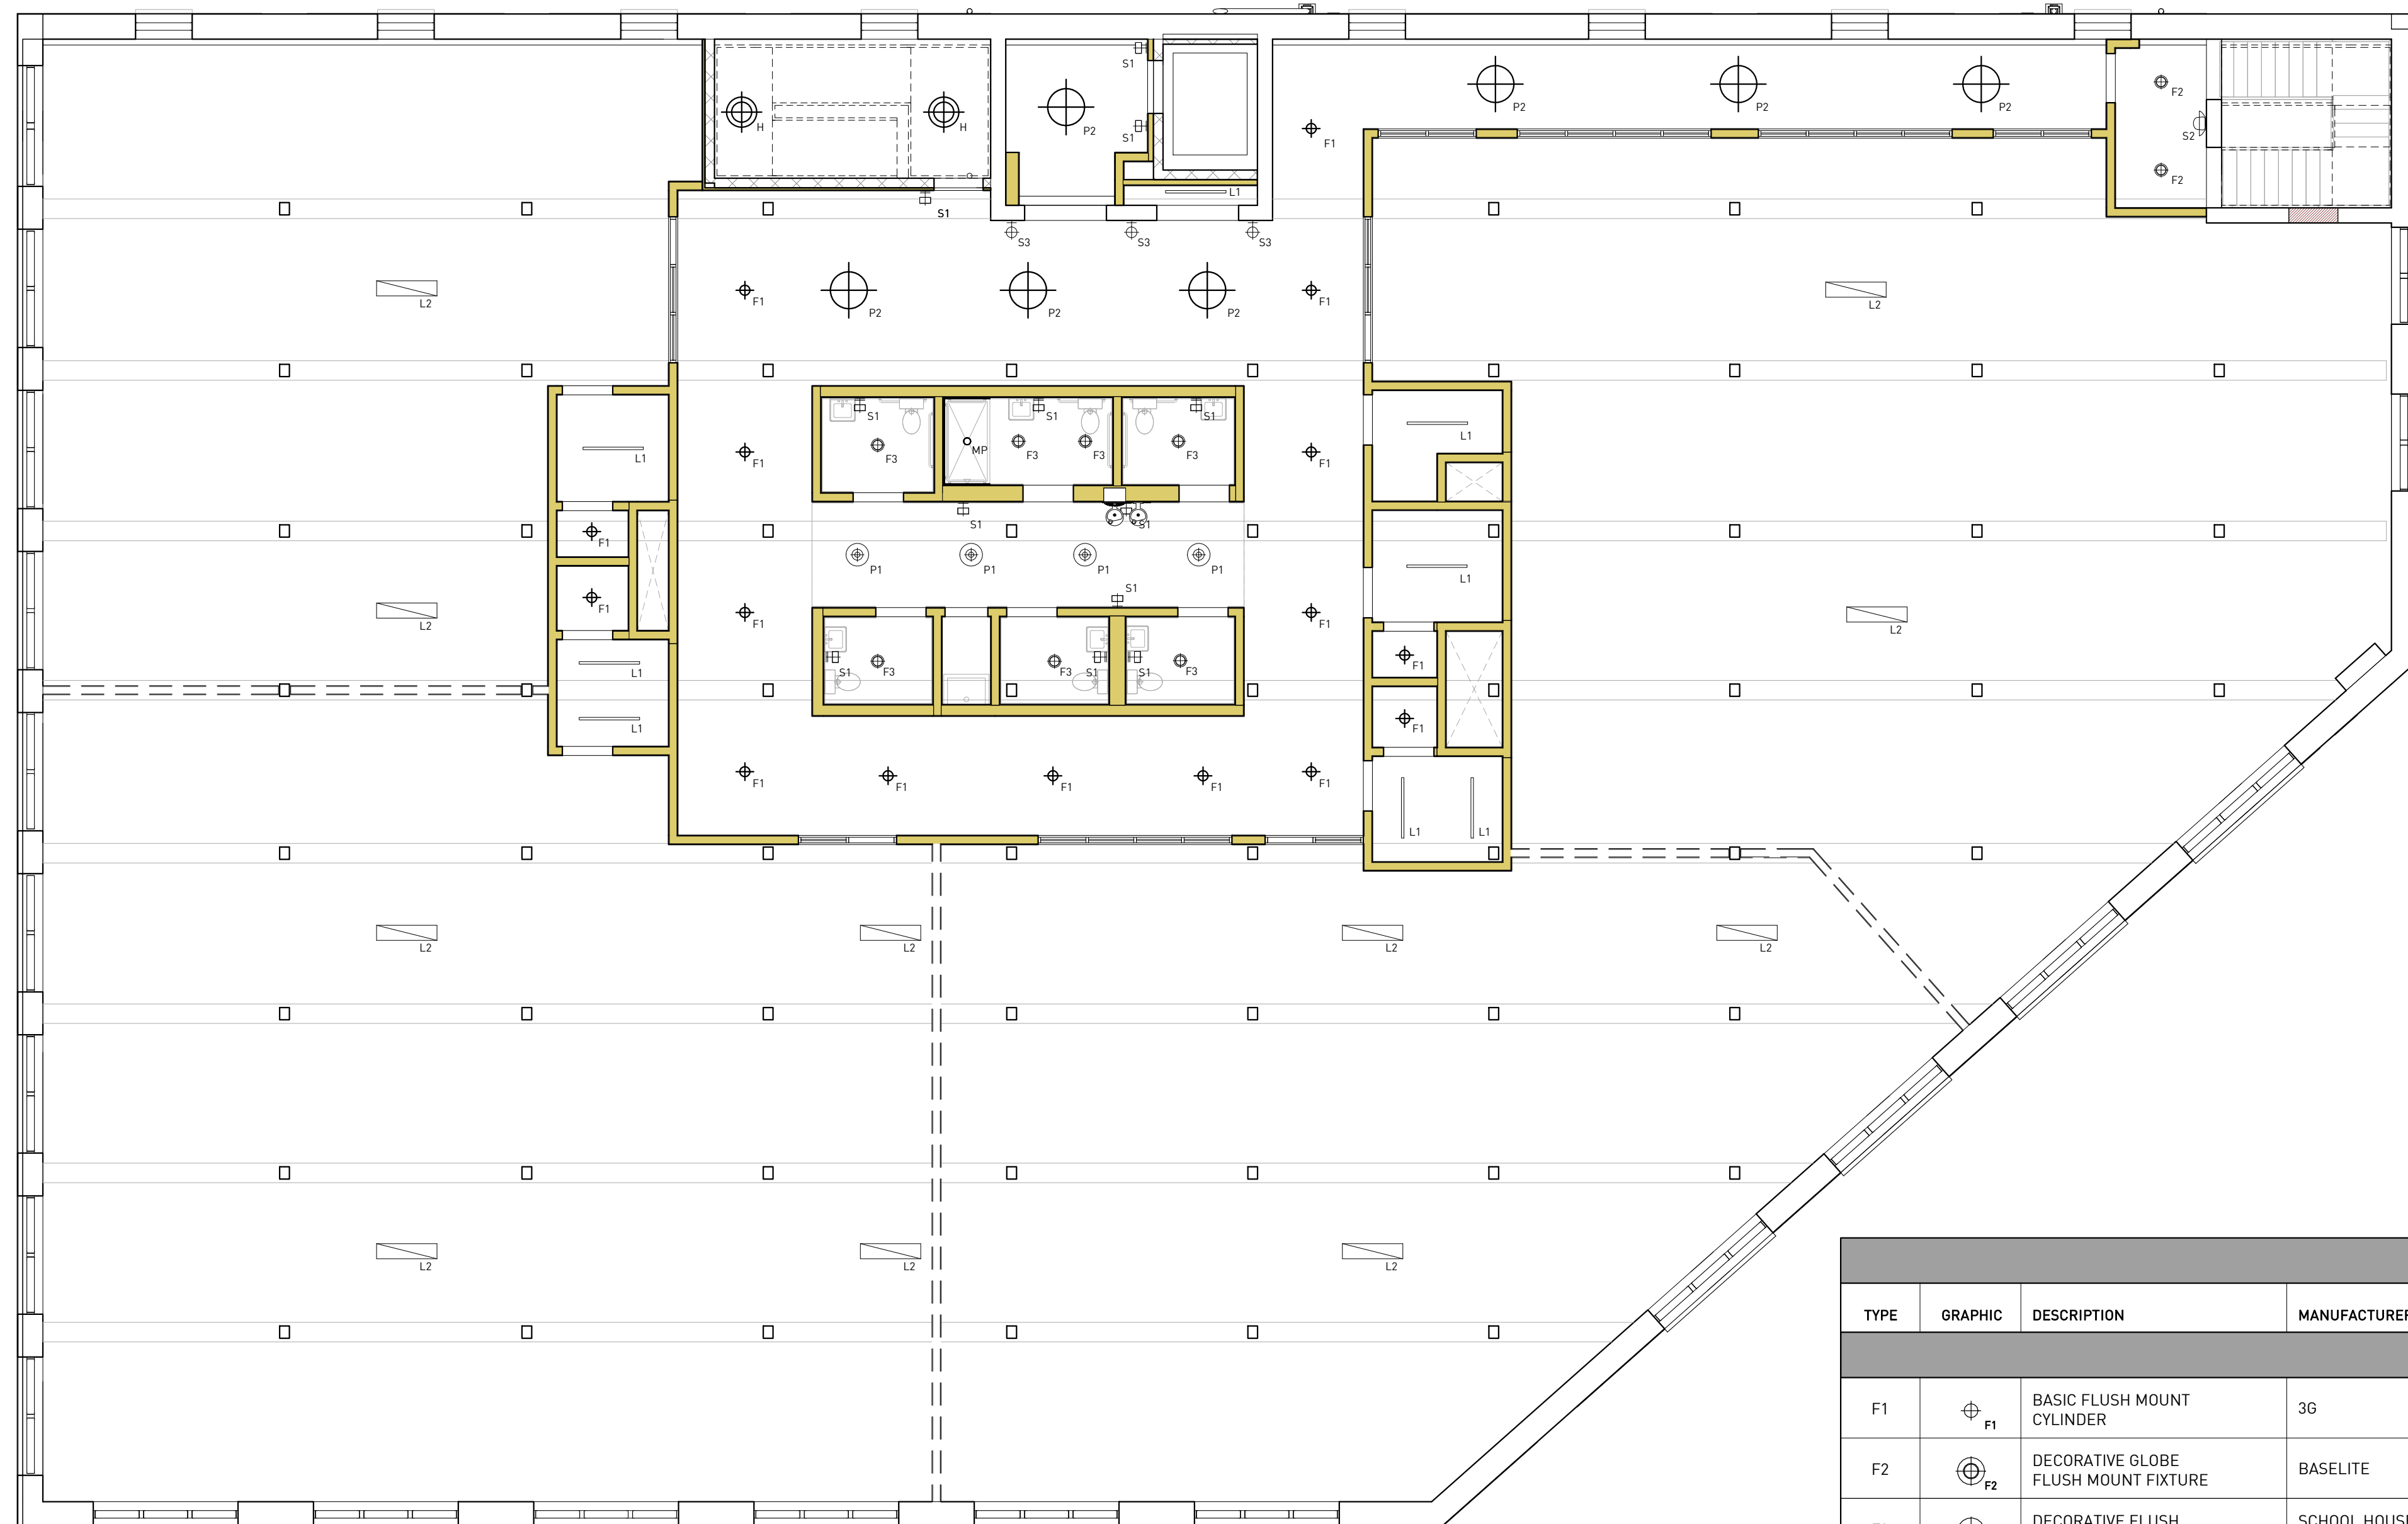 S1
P2 P2 P2
F2
H H P2 S1 F1 S2
F2
L1
S1
S3 S3 S3
L2 F1 P2 P2 P2 F1 L2
S1 S1 S1
F1 F3 MP F3 F3 F3 F1 L1
L1
S1 S1
F1
P1 P1 P1 P1 L1
S1
F1
L2 F1 F1 L2
F1
L1 S1 F3 F3 S1 S1 F3
L1 F1
F1 F1 F1 F1 F1
L1 L1
L2 L2 L2 L2
L2 L2 L2
TYPE GRAPHIC DESCRIPTION MANUFACTURER
F1 F1 BASIC FLUSH MOUNT
CYLINDER 3G
F2 F2 DECORATIVE GLOBE
FLUSH MOUNT FIXTURE BASELITE
DECORATIVE FLUSH